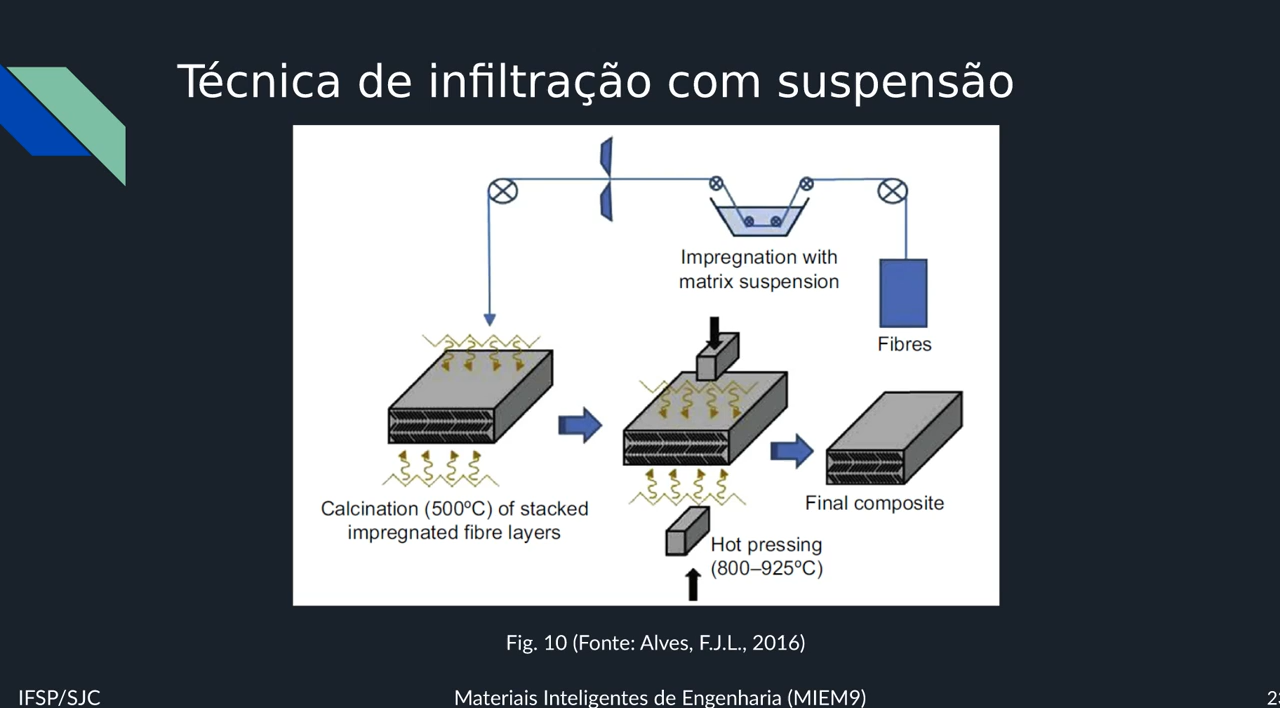 Técnica de infiltração com suspensão
Impregnation with
matrix suspension
Fibres
Calcination (500ºC) of stacked
impregnated fibre layers
Hot pressing
(800–925ºC)
Final composite
Fig. 10 (Fonte: Alves, F.J.L., 2016)
IFSP/SJC
Materiais Inteligentes de Engenharia (MIEM9)